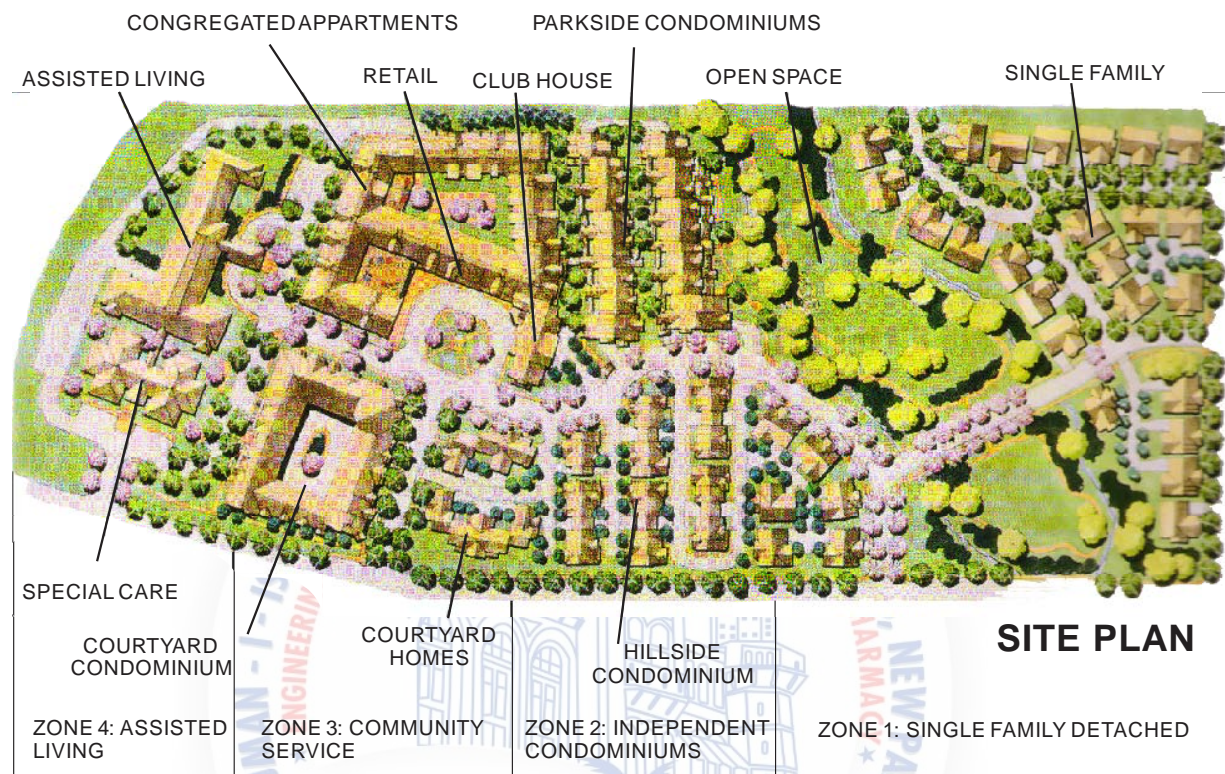 CONGREGATED APPARTMENTS
PARKSIDE CONDOMINIUMS
ASSISTED LIVING
RETAIL
CLUB HOUSE
OPEN SPACE
SINGLE FAMILY
SPECIAL CARE
COURTYARD
CONDOMINIUM
COURTYARD
HOMES
HILLSIDE
CONDOMINIUM
SITE PLAN
ZONE 4: ASSISTED
LIVING
ZONE 3: COMMUNITY
SERVICE
ZONE 2: INDEPENDENT
CONDOMINIUMS
ZONE 1: SINGLE FAMILY DETACHED